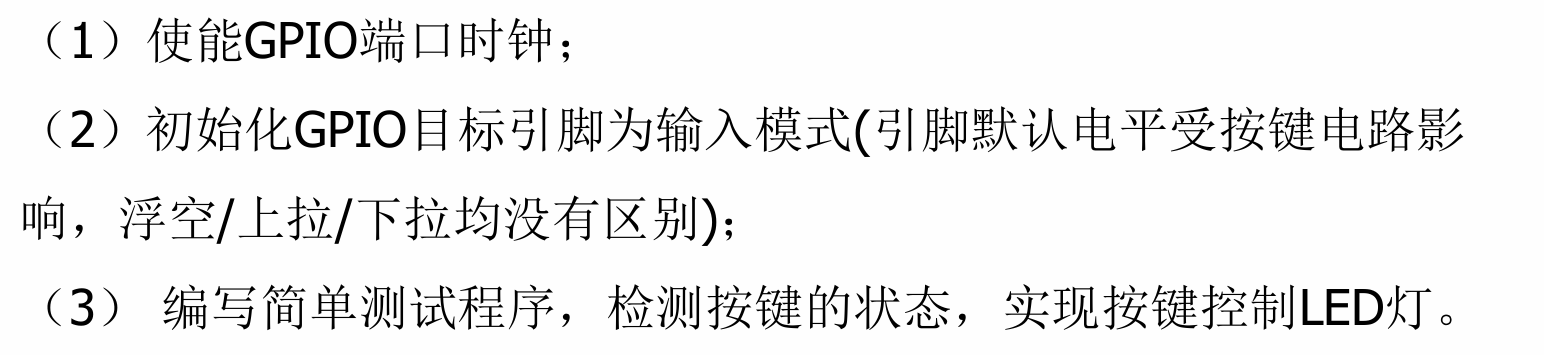 （1）使能GPIO端口时钟；
（2）初始化GPIO目标引脚为输入模式(引脚默认电平受按键电路影
响，浮空/上拉/下拉均没有区别)；
（3） 编写简单测试程序，检测按键的状态，实现按键控制LED灯。